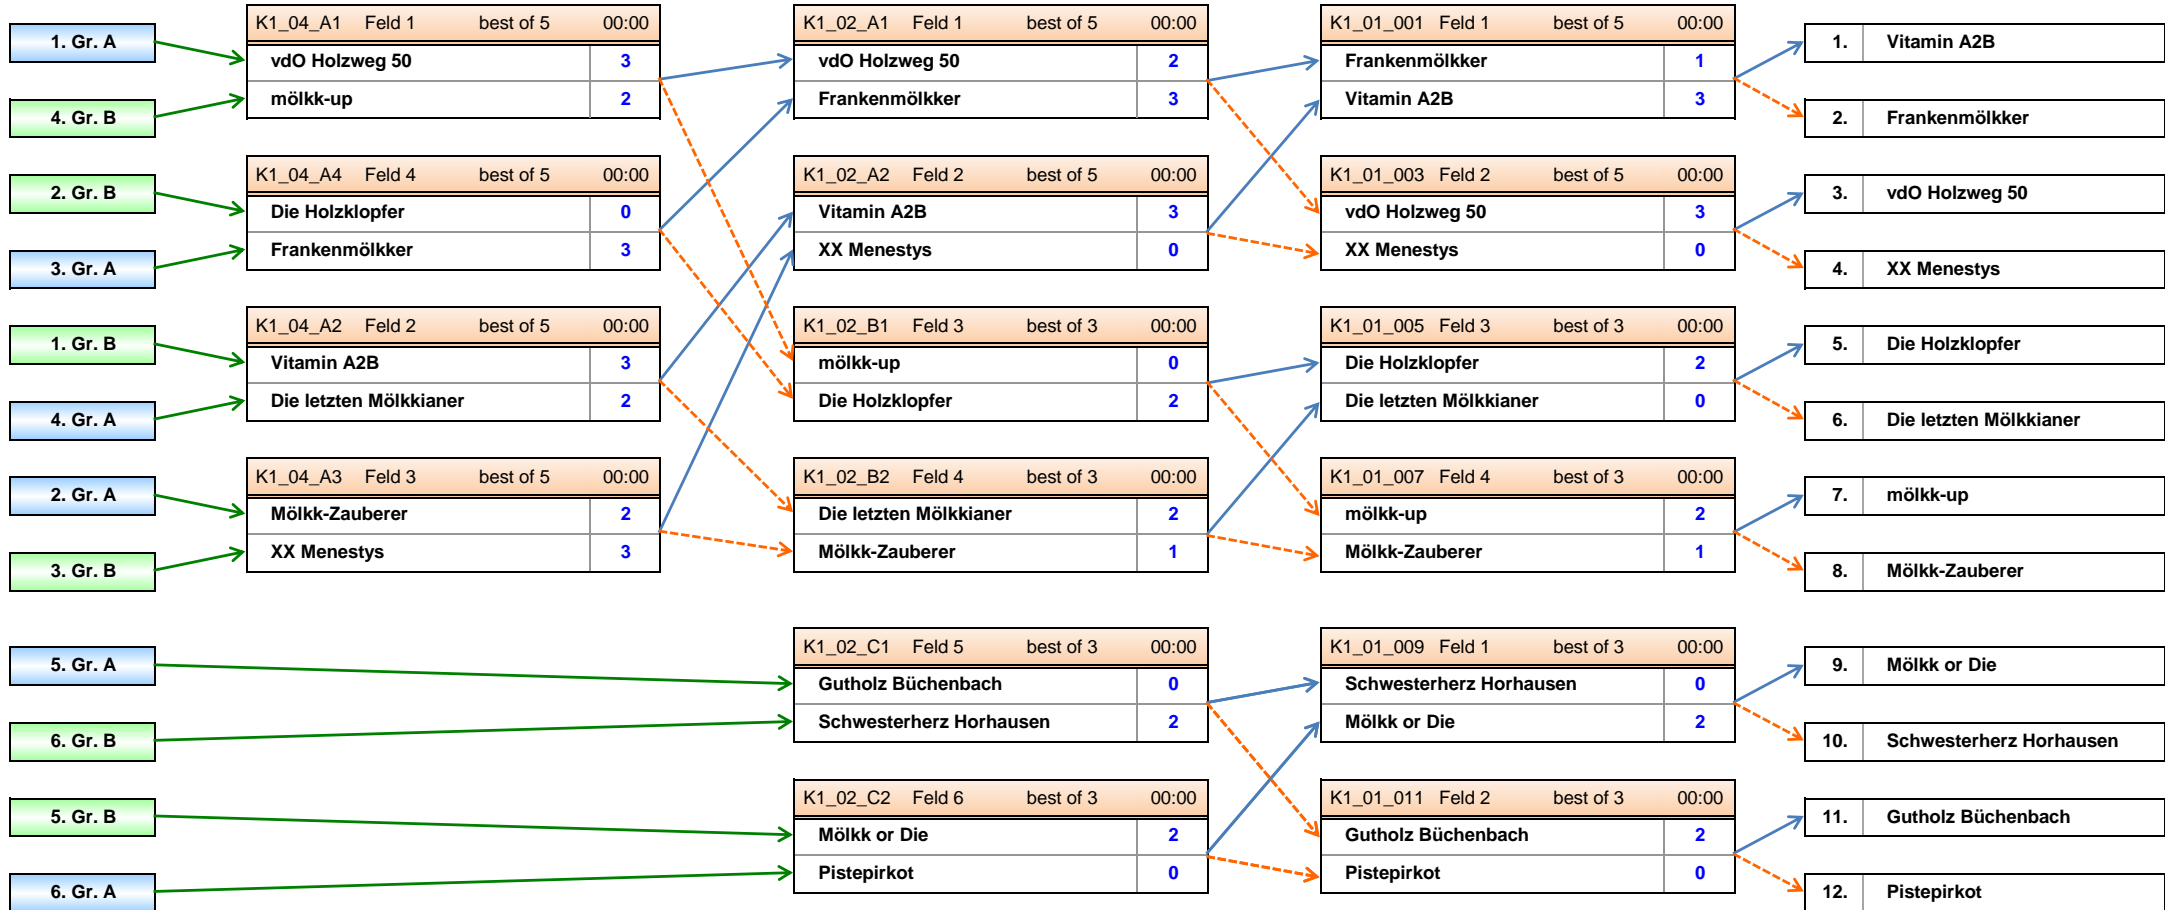 1. Gr. A
4. Gr. B
2. Gr. B
3. Gr. A
1. Gr. B
4. Gr. A
2. Gr. A
3. Gr. B
5. Gr. A
6. Gr. B
5. Gr. B
6. Gr. A
K1_04_A1 Feld 1 best of 5 00:00
vdO Holzweg 50 3
mölkk-up 2
K1_04_A4 Feld 4 best of 5 00:00
Die Holzklopfer 0
Frankenmölkker 3
K1_04_A2 Feld 2 best of 5 00:00
Vitamin A2B 3
Die letzten Mölkkianer 2
K1_04_A3 Feld 3 best of 5 00:00
Mölkk-Zauberer 2
XX Menestys 3
K1_02_A1 Feld 1 best of 5 00:00
vdO Holzweg 50 2
Frankenmölkker 3
K1_02_A2 Feld 2 best of 5 00:00
Vitamin A2B 3
XX Menestys 0
K1_02_B1 Feld 3 best of 3 00:00
mölkk-up 0
Die Holzklopfer 2
K1_02_B2 Feld 4 best of 3 00:00
Die letzten Mölkkianer 2
Mölkk-Zauberer 1
K1_02_C1 Feld 5 best of 3 00:00
Gutholz Büchenbach 0
Schwesterherz Horhausen 2
K1_02_C2 Feld 6 best of 3 00:00
Mölkk or Die 2
Pistepirkot 0
K1_01_001 Feld 1 best of 5 00:00
Frankenmölkker 1
Vitamin A2B 3
K1_01_003 Feld 2 best of 5 00:00
vdO Holzweg 50 3
XX Menestys 0
K1_01_005 Feld 3 best of 3 00:00
Die Holzklopfer 2
Die letzten Mölkkianer 0
K1_01_007 Feld 4 best of 3 00:00
mölkk-up 2
Mölkk-Zauberer 1
K1_01_009 Feld 1 best of 3 00:00
Schwesterherz Horhausen 0
Mölkk or Die 2
K1_01_011 Feld 2 best of 3 00:00
Gutholz Büchenbach 2
Pistepirkot 0
1. Vitamin A2B
2. Frankenmölkker
3. vdO Holzweg 50
4. XX Menestys
5. Die Holzklopfer
6. Die letzten Mölkkianer
7. mölkk-up
8. Mölkk-Zauberer
9. Mölkk or Die
10. Schwesterherz Horhausen
11. Gutholz Büchenbach
12. Pistepirkot